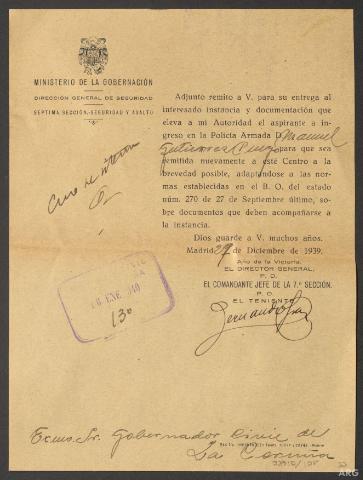 MINISTERIO DE LA GOBERNACIÓN
DIRECCIÓN GENERAL DE SEGURIDAD
SEPTIMA SECCIÓN.-SEGURIDAD Y ASALTO
Adjunto remito a V. para su entrega al
interesado instancia y documentación que
eleva a mi Autoridad el aspirante a in-
greso en la Policía Armada D. Manuel
Gutierrez para que sea
remitida nuevamente a este Centro a la
brevedad posible, adaptándose a las nor-
mas establecidas en el B. O. del estado
núm. 270 de 27 de Septiembre último, so-
bre documentos que deben acompañarse a
la instancia.
Dios guarde a V. muchos años.
Madrid 29 de Diciembre de 1939.
Año de la Victoria.
EL DIRECTOR GENERAL,
P. D.
EL COMANDANTE JEFE DE LA 7.ª SECCIÓN.
P. O.
EL TENIENTE
ENE 940
130
Excmo. Sr. Gobernador Civil de
La Coruña
ARG